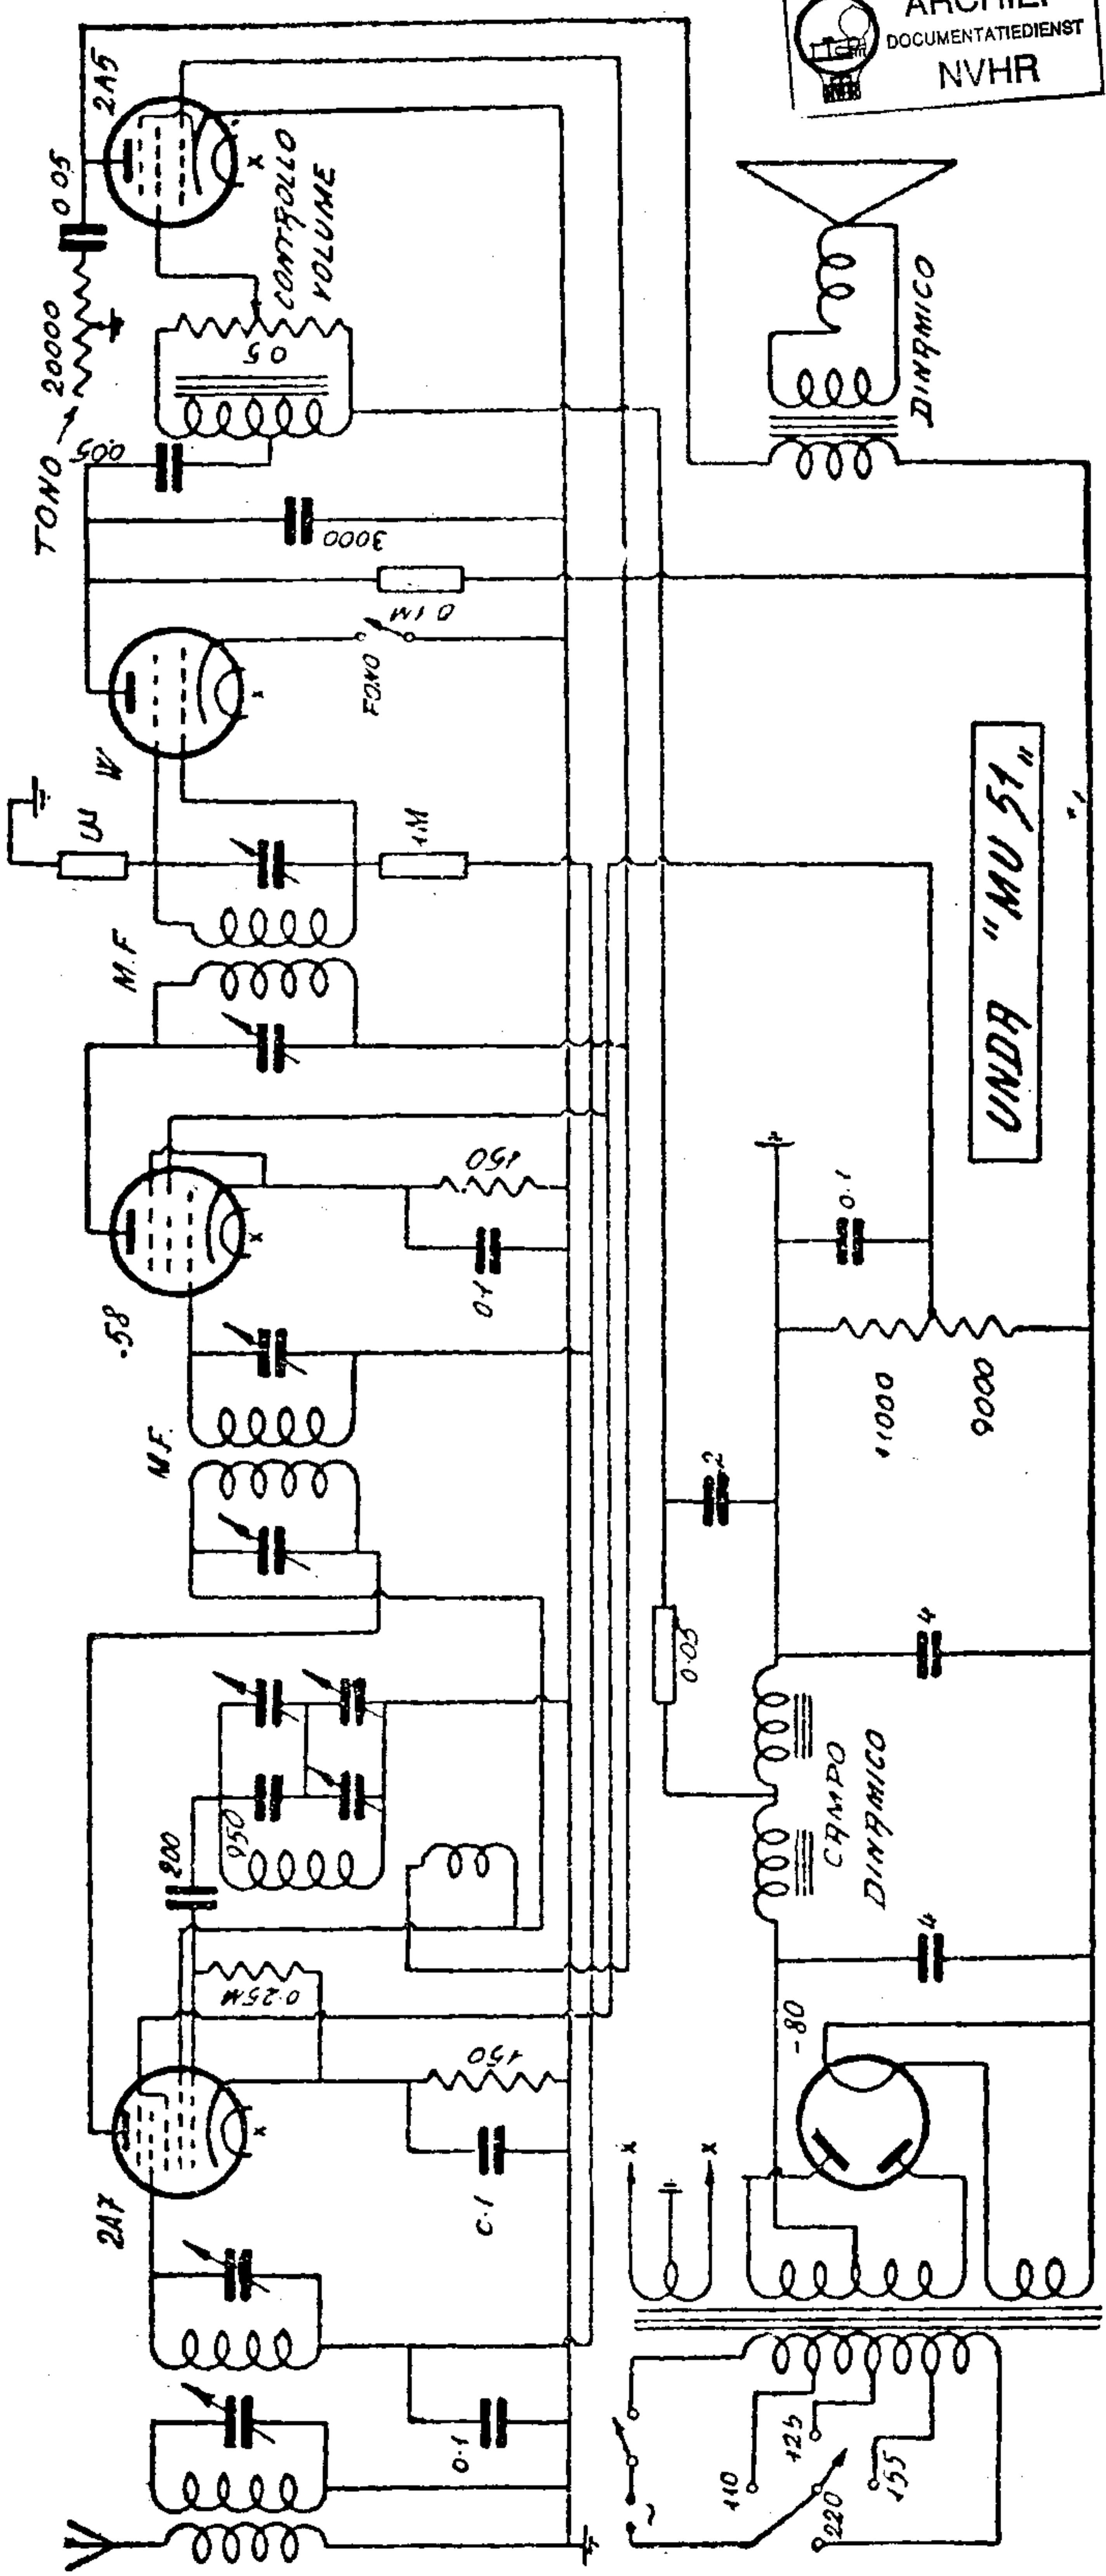 ARCHIEF
DOCUMENTATIEDIENST
NVHR
2A5
0 05
20000
TONO
CONTROLLO
VOLUME
0 5
0.05
3000
0 1M
FONO
W
1M
M.F.
-58
150
0.1
M.F.
200
950
0.25M
2A7
150
0.1
0.1
DINAMICO
UNDA "MU 51"
0.1
11000
9000
2
0.05
4
CAMPO
DINAMICO
4
-80
x
x
x
x
x
x
~
110
125
155
220